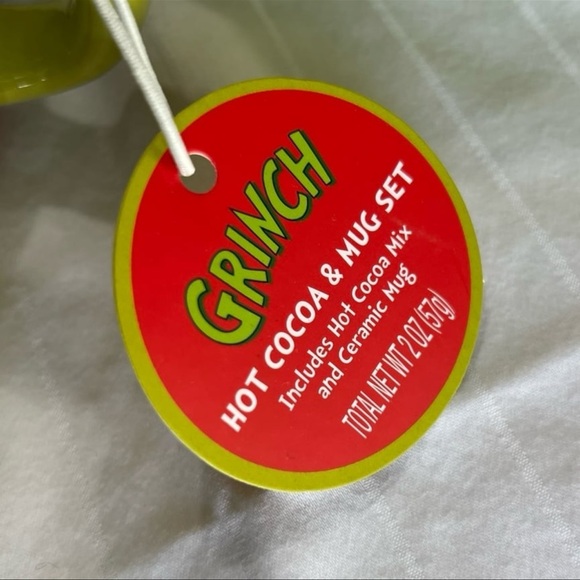 GRINCH
HOT COCOA & MUG SET
Includes Hot Cocoa Mix
and Ceramic Mug
TOTAL NET WT 2 OZ (57g)